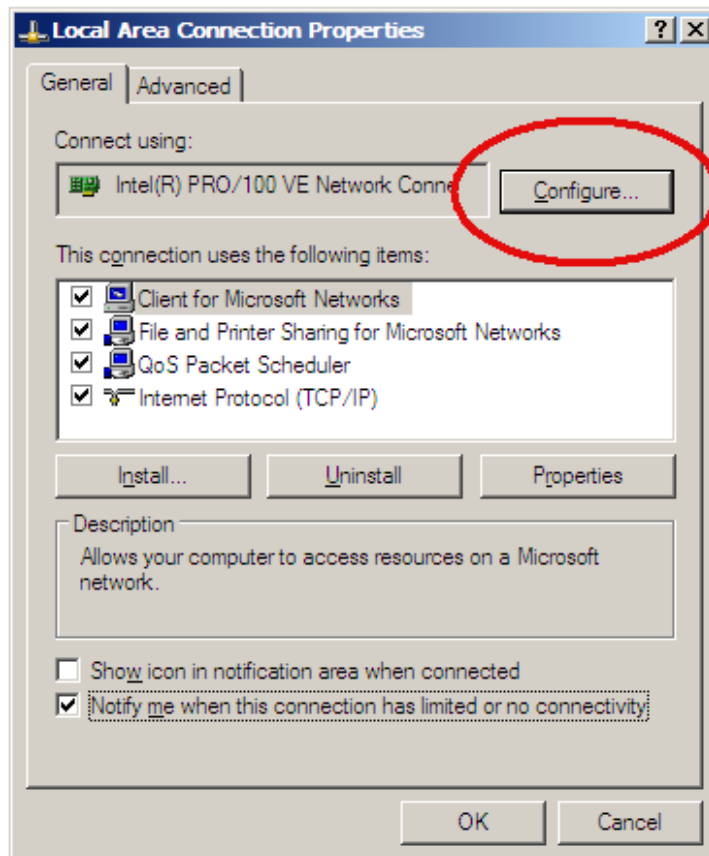 Local Area Connection Properties
General Advanced
Connect using:
Intel(R) PRO/100 VE Network Conne
Configure...
This connection uses the following items:
Client for Microsoft Networks
File and Printer Sharing for Microsoft Networks
QoS Packet Scheduler
Internet Protocol (TCP/IP)
Install... Uninstall Properties
Description
Allows your computer to access resources on a Microsoft
network.
Show icon in notification area when connected
Notify me when this connection has limited or no connectivity
OK Cancel